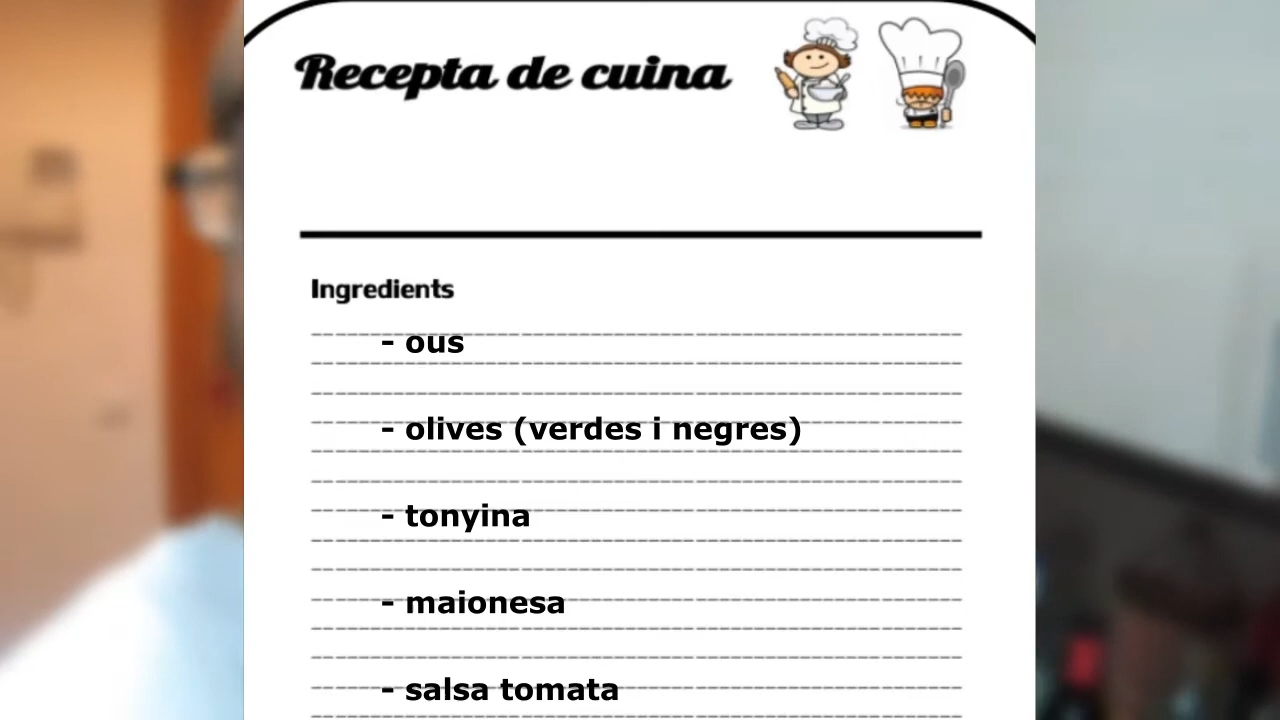 Recepta de cuina
Ingredients
- ous
- olives (verdes i negres)
- tonyina
- maionesa
- salsa tomata